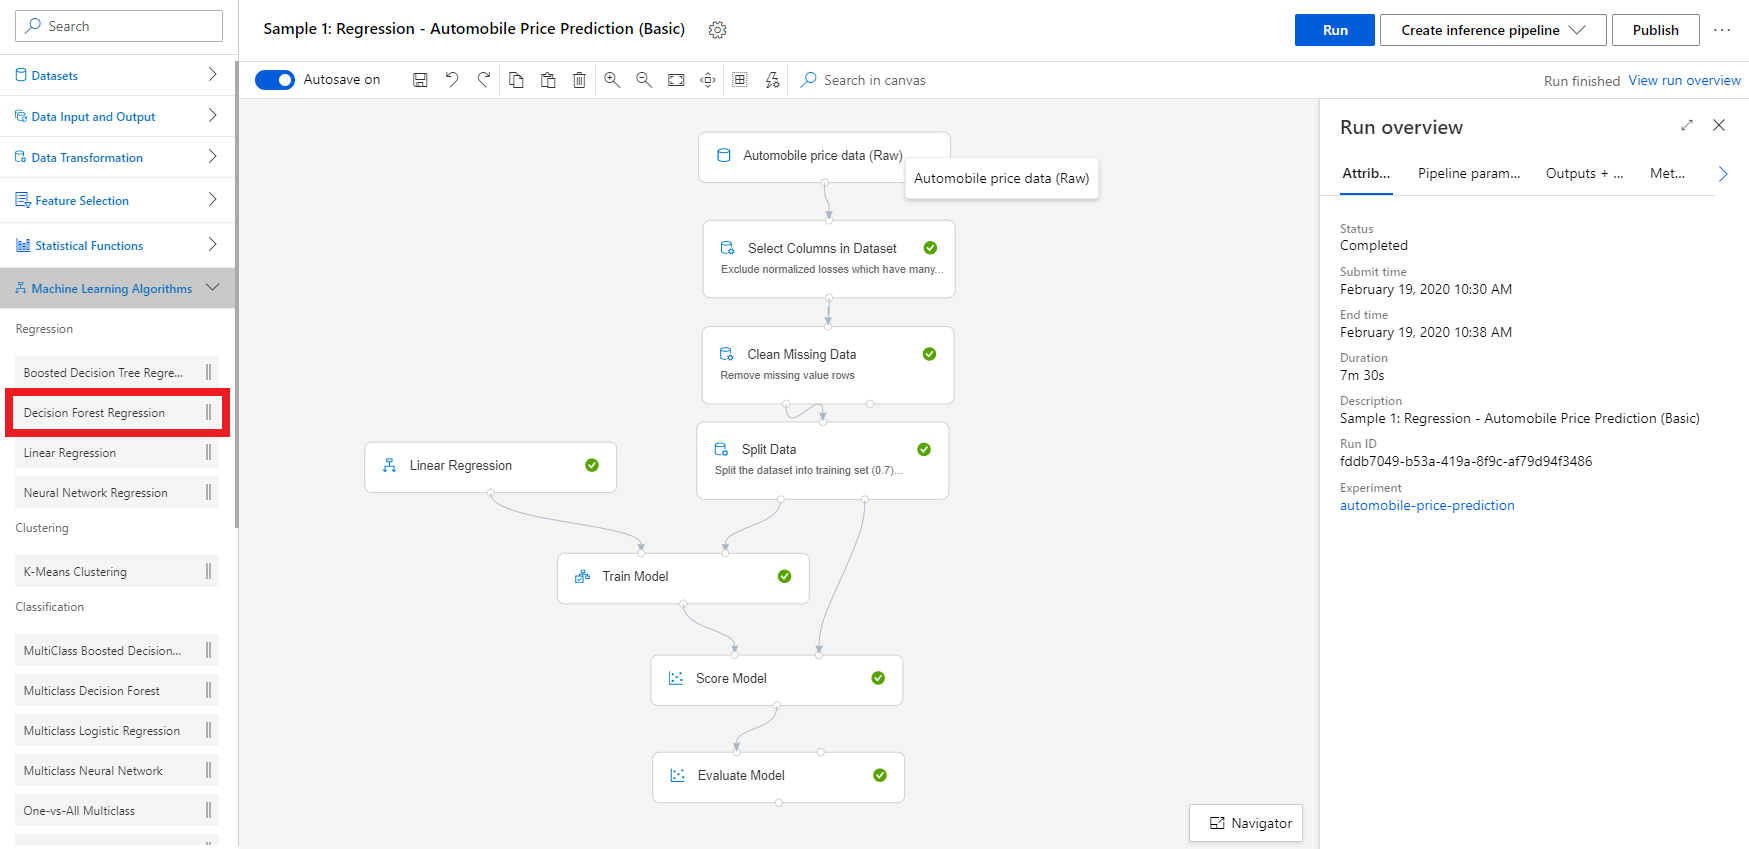 Search
Sample 1: Regression - Automobile Price Prediction (Basic)
Run
Create inference pipeline
Publish
Datasets
Data Input and Output
Data Transformation
Feature Selection
Statistical Functions
Machine Learning Algorithms
Regression
Boosted Decision Tree Regre...
Decision Forest Regression
Linear Regression
Neural Network Regression
Clustering
K-Means Clustering
Classification
MultiClass Boosted Decision...
Multiclass Decision Forest
Multiclass Logistic Regression
Multiclass Neural Network
One-vs-All Multiclass
Autosave on
Search in canvas
Run finished
View run overview
Automobile price data (Raw)
Automobile price data (Raw)
Select Columns in Dataset
Exclude normalized losses which have many...
Clean Missing Data
Remove missing value rows
Split Data
Split the dataset into training set (0.7)...
Linear Regression
Train Model
Score Model
Evaluate Model
Navigator
Run overview
Attrib...
Pipeline param...
Outputs + ...
Met...
Status
Completed
Submit time
February 19, 2020 10:30 AM
End time
February 19, 2020 10:38 AM
Duration
7m 30s
Description
Sample 1: Regression - Automobile Price Prediction (Basic)
Run ID
fddb7049-b53a-419a-8f9c-af79d94f3486
Experiment
automobile-price-prediction